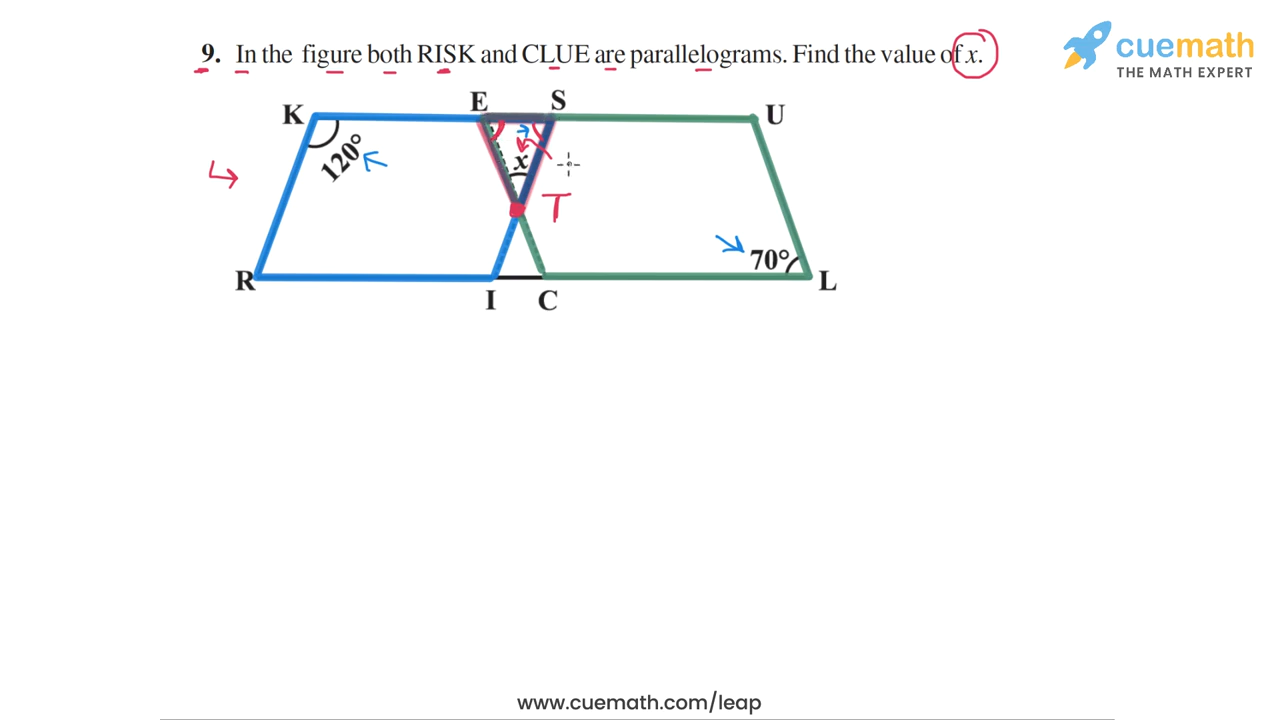 9. In the figure both RISK and CLUE are parallelograms. Find the value of x.
cuemath
THE MATH EXPERT
K E S U
120°
x
T
70°
R I C L
www.cuemath.com/leap